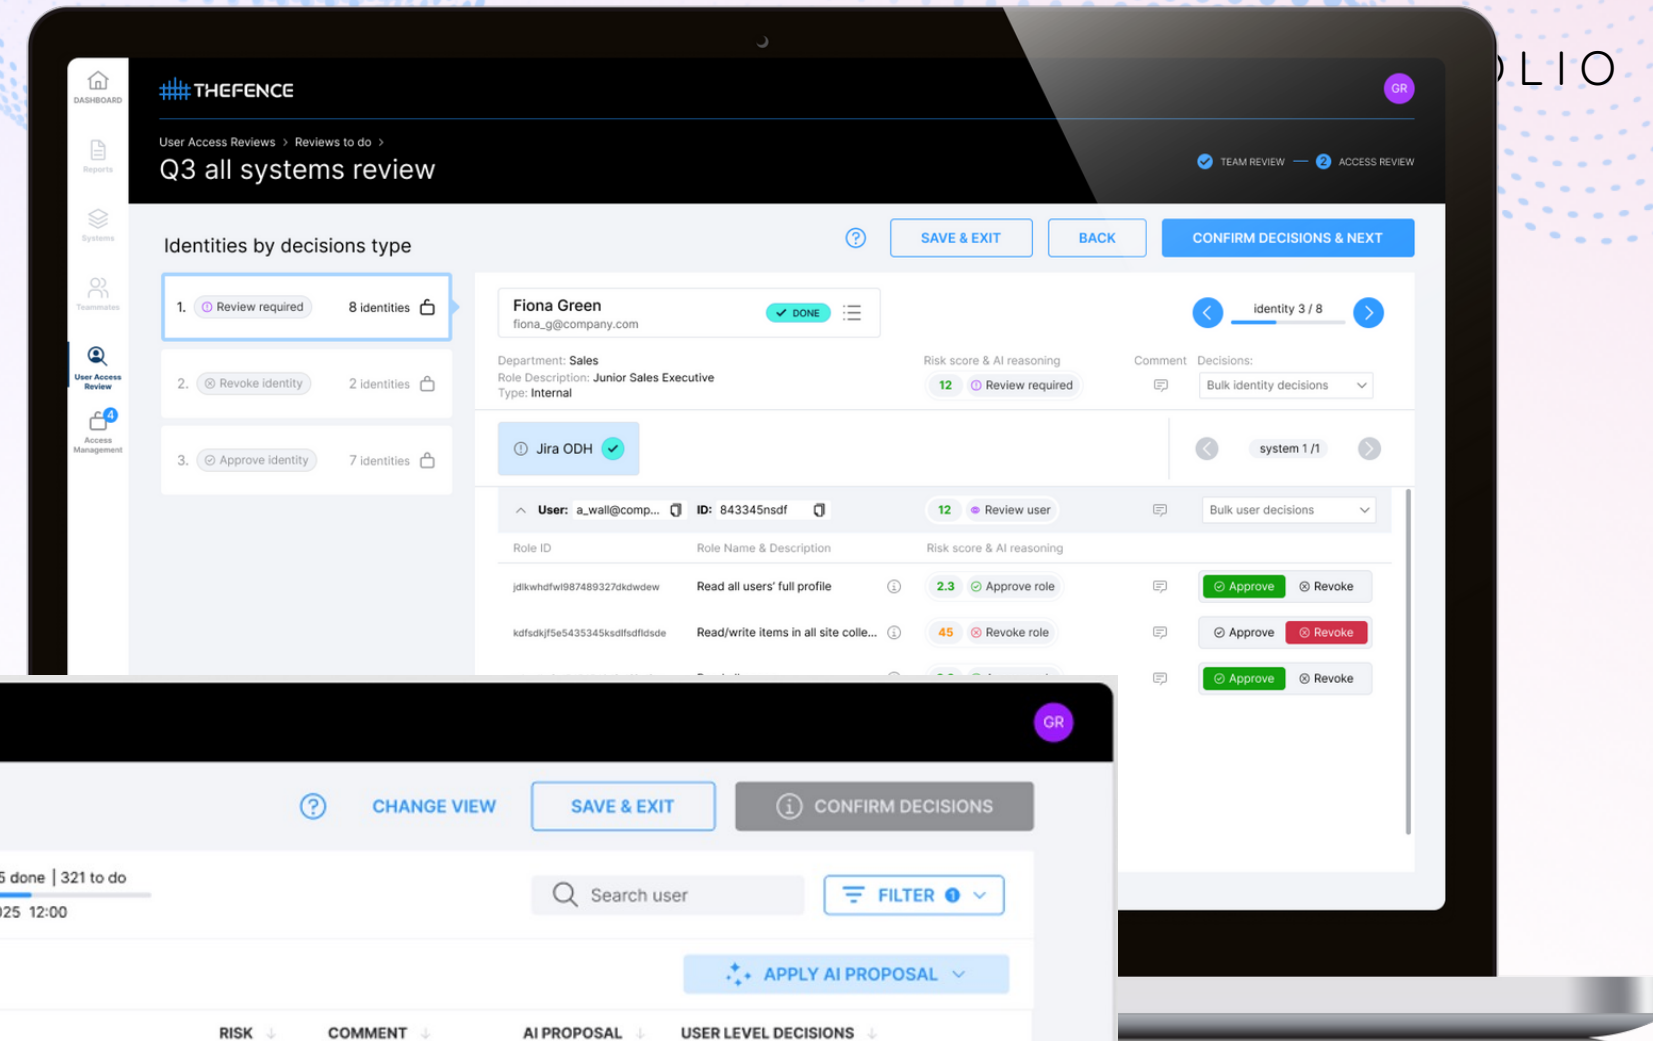 LIO
DASHBOARD
Reports
Systems
Teammates
User Access
Review
4
Access
Management
THEFENCE
GR
User Access Reviews > Reviews to do >
Q3 all systems review
TEAM REVIEW — 2 ACCESS REVIEW
Identities by decisions type
? SAVE & EXIT BACK CONFIRM DECISIONS & NEXT
1. Review required 8 identities
2. Revoke identity 2 identities
3. Approve identity 7 identities
Fiona Green
fiona_g@company.com
DONE
identity 3 / 8
Department: Sales
Role Description: Junior Sales Executive
Type: Internal
Risk score & AI reasoning Comment Decisions:
12 Review required Bulk identity decisions
Jira ODH
system 1 /1
User: a_wall@comp... ID: 843345nsdf 12 Review user Bulk user decisions
Role ID Role Name & Description Risk score & AI reasoning
jdlkwhdfwl987489327dkdwdew Read all users' full profile 2.3 Approve role Approve Revoke
kdfsdkjf5e5435345ksdlfsdfldsde Read/write items in all site colle... 45 Revoke role Approve Revoke
Approve Revoke
GR
? CHANGE VIEW SAVE & EXIT CONFIRM DECISIONS
5 done | 321 to do
025 12:00
Search user FILTER 1
APPLY AI PROPOSAL
RISK ↓ COMMENT ↓ AI PROPOSAL ↓ USER LEVEL DECISIONS ↓